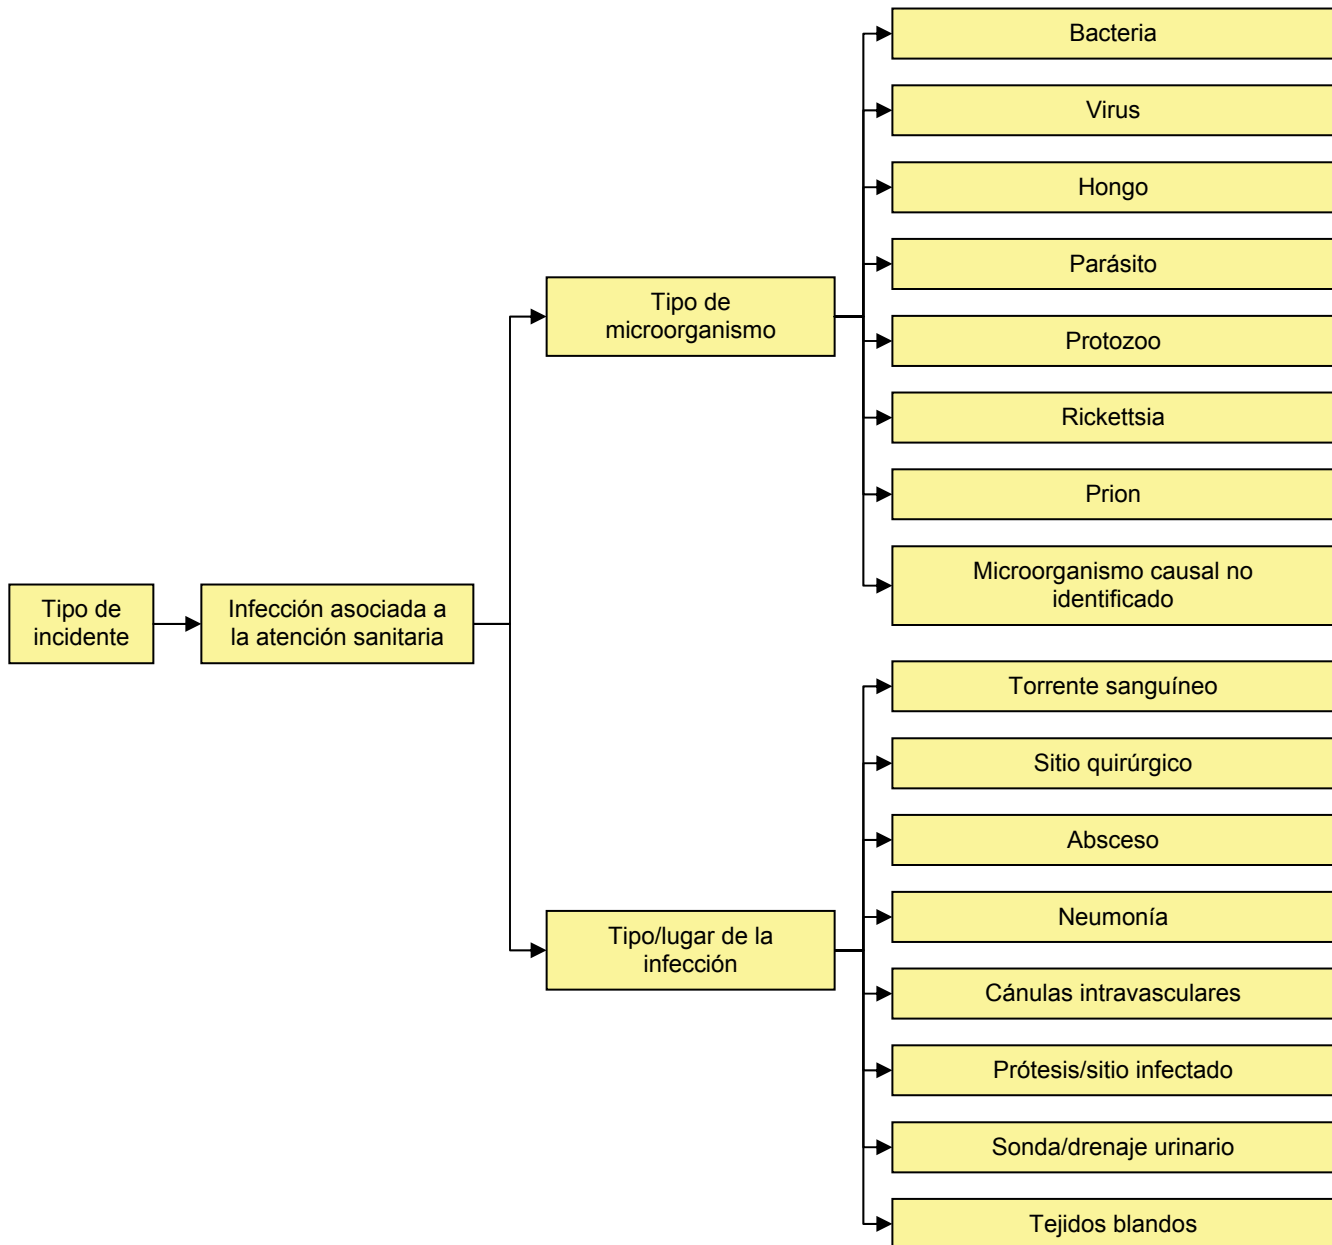 Tipo de
incidente
Infección asociada a
la atención sanitaria
Tipo de
microorganismo
Bacteria
Virus
Hongo
Parásito
Protozoo
Rickettsia
Prion
Microorganismo causal no
identificado
Tipo/lugar de la
infección
Torrente sanguíneo
Sitio quirúrgico
Absceso
Neumonía
Cánulas intravasculares
Prótesis/sitio infectado
Sonda/drenaje urinario
Tejidos blandos